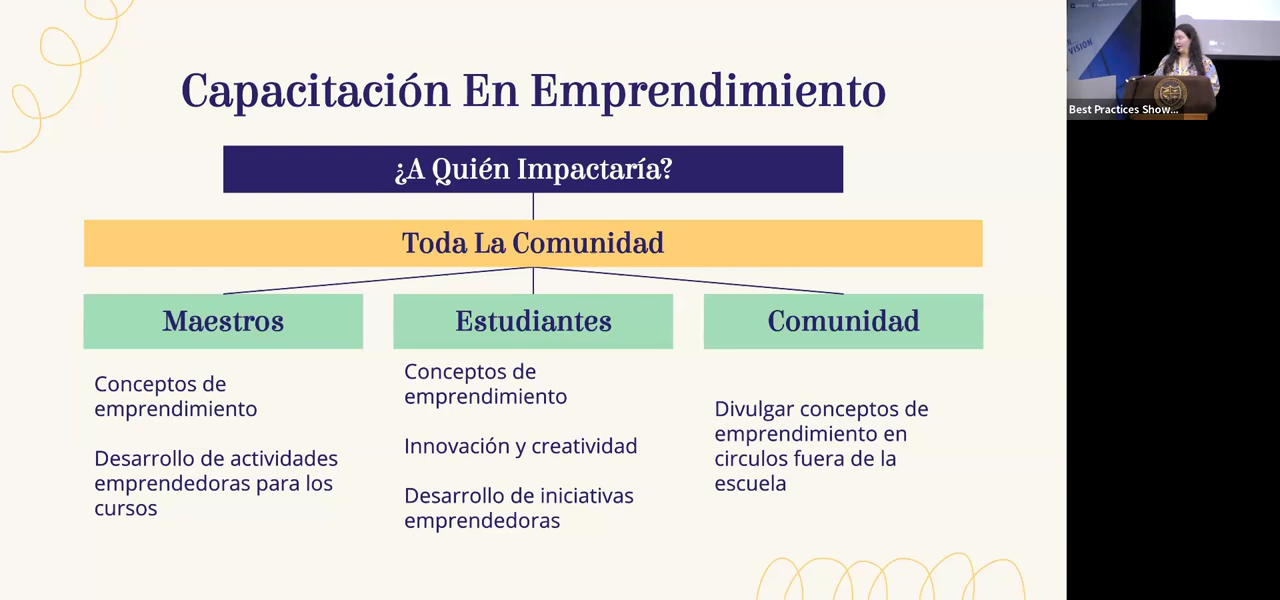 Capacitación En Emprendimiento
¿A Quién Impactaría?
Toda La Comunidad
Maestros
Estudiantes
Comunidad
Conceptos de
emprendimiento
Desarrollo de actividades
emprendedoras para los
cursos
Conceptos de
emprendimiento
Innovación y creatividad
Desarrollo de iniciativas
emprendedoras
Divulgar conceptos de
emprendimiento en
circulos fuera de la
escuela
VISION
Best Practices Show...